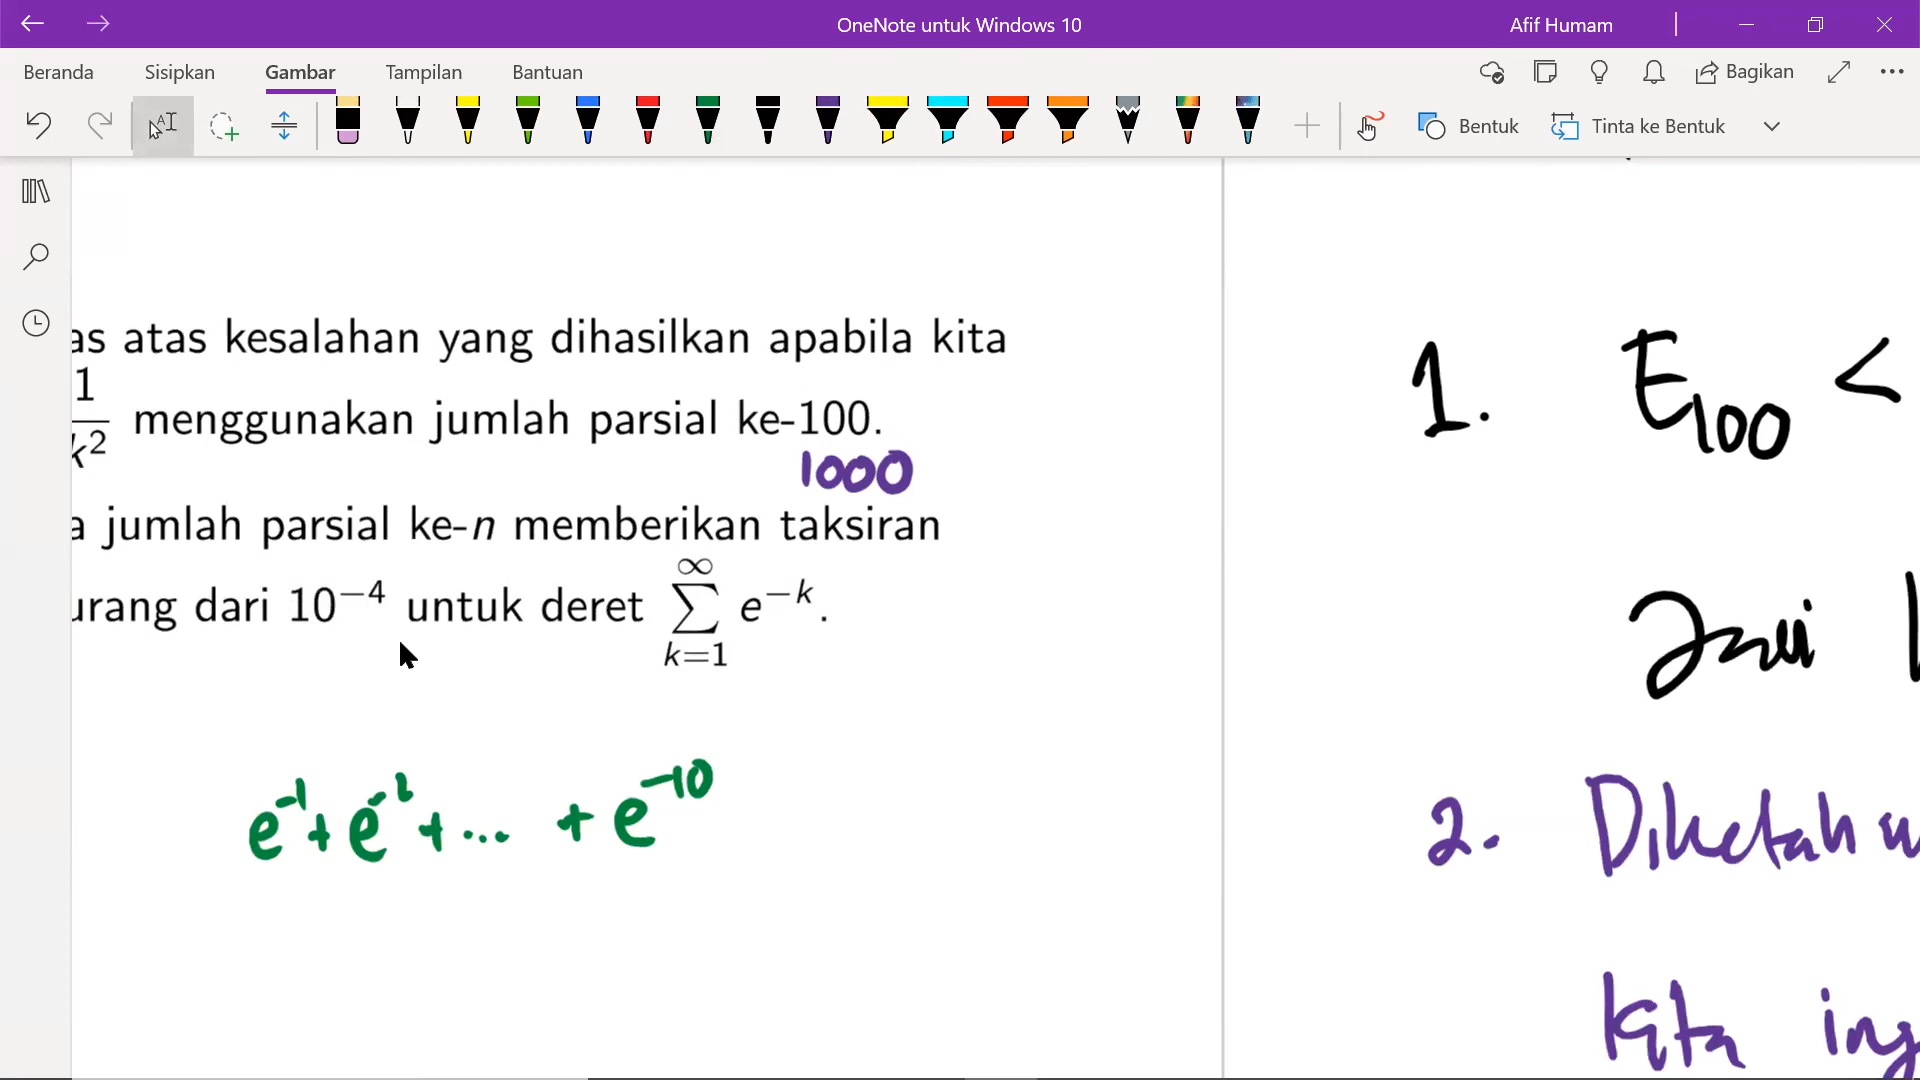 OneNote untuk Windows 10
Afif Humam
Beranda Sisipkan Gambar Tampilan Bantuan
Bagikan
Bentuk
Tinta ke Bentuk
as atas kesalahan yang dihasilkan apabila kita
1/k² menggunakan jumlah parsial ke-100.
1000
a jumlah parsial ke-n memberikan taksiran
urang dari 10⁻⁴ untuk deret ∑_{k=1}^{∞} e^{−k}.
e⁻¹ + e⁻² + ... + e⁻¹⁰
1. E₁₀₀ <
2. Diketahu
kita ing